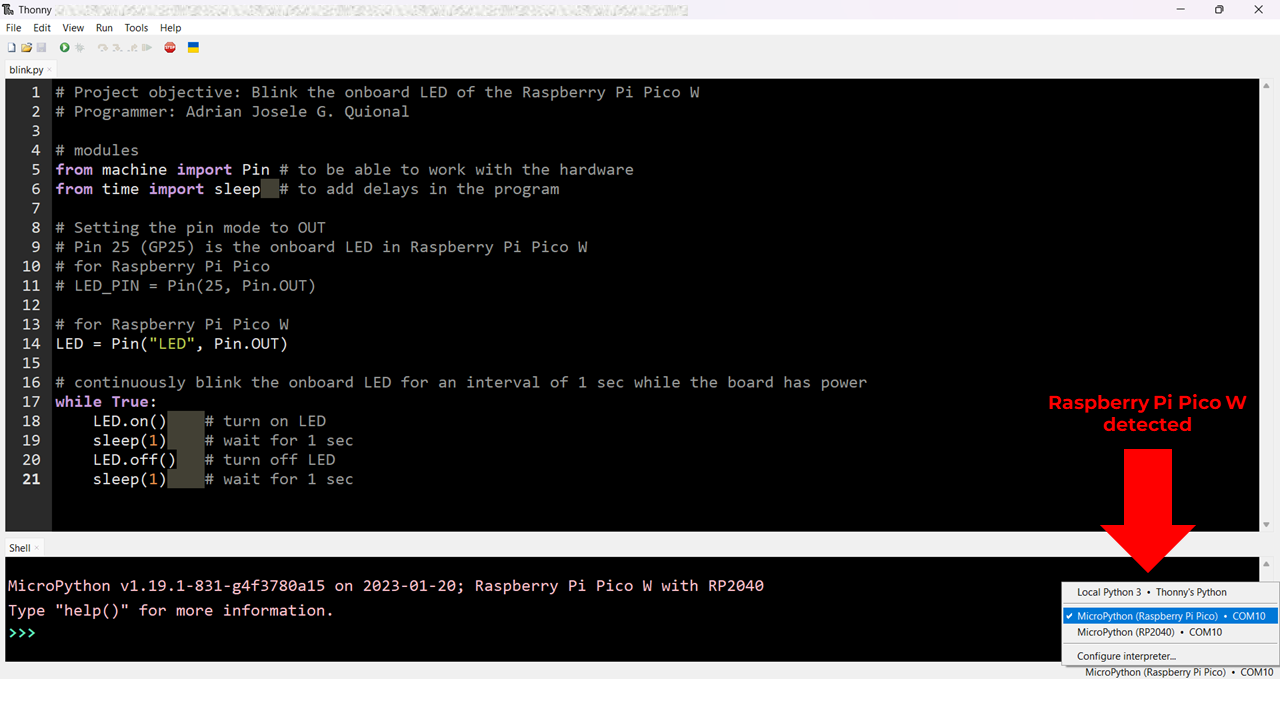 Thonny
File Edit View Run Tools Help
STOP
blink.py ×
1 # Project objective: Blink the onboard LED of the Raspberry Pi Pico W
2 # Programmer: Adrian Josele G. Quional
3
4 # modules
5 from machine import Pin # to be able to work with the hardware
6 from time import sleep  # to add delays in the program
7
8 # Setting the pin mode to OUT
9 # Pin 25 (GP25) is the onboard LED in Raspberry Pi Pico W
10 # for Raspberry Pi Pico
11 # LED_PIN = Pin(25, Pin.OUT)
12
13 # for Raspberry Pi Pico W
14 LED = Pin("LED", Pin.OUT)
15
16 # continuously blink the onboard LED for an interval of 1 sec while the board has power
17 while True:
18     LED.on()    # turn on LED
19     sleep(1)    # wait for 1 sec
20     LED.off()   # turn off LED
21     sleep(1)    # wait for 1 sec
Raspberry Pi Pico W
detected
Shell ×
MicroPython v1.19.1-831-g4f3780a15 on 2023-01-20; Raspberry Pi Pico W with RP2040
Type "help()" for more information.
>>>
Local Python 3 • Thonny's Python
✓ MicroPython (Raspberry Pi Pico) • COM10
MicroPython (RP2040) • COM10
Configure interpreter...
MicroPython (Raspberry Pi Pico) • COM10